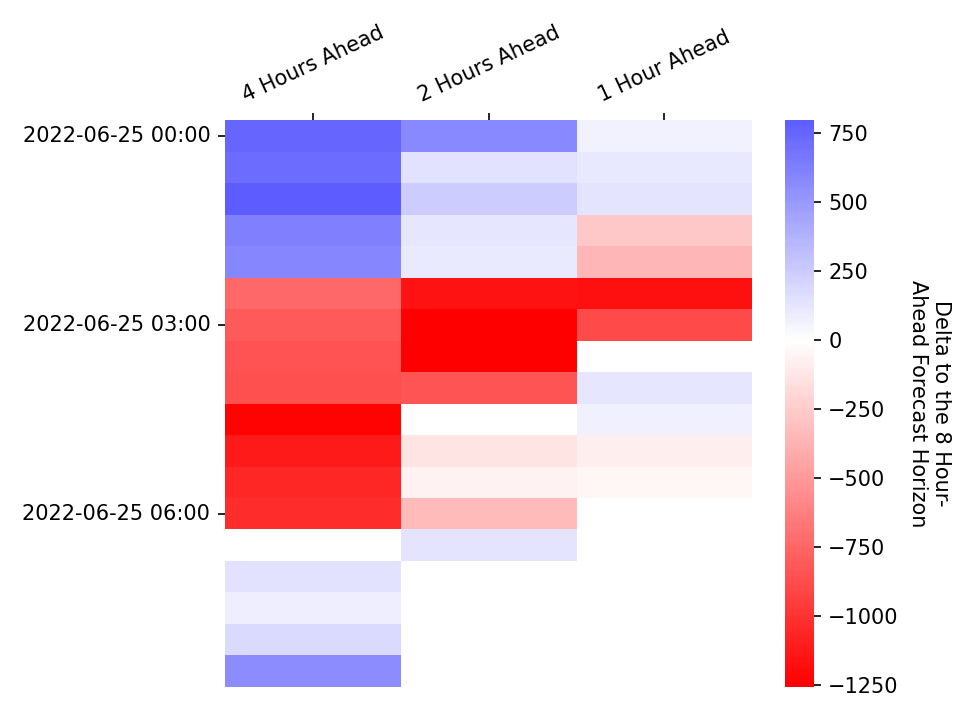 4 Hours Ahead
2 Hours Ahead
1 Hour Ahead
2022-06-25 00:00
2022-06-25 03:00
2022-06-25 06:00
750
500
250
0
−250
−500
−750
−1000
−1250
Delta to the 8 Hour-
Ahead Forecast Horizon